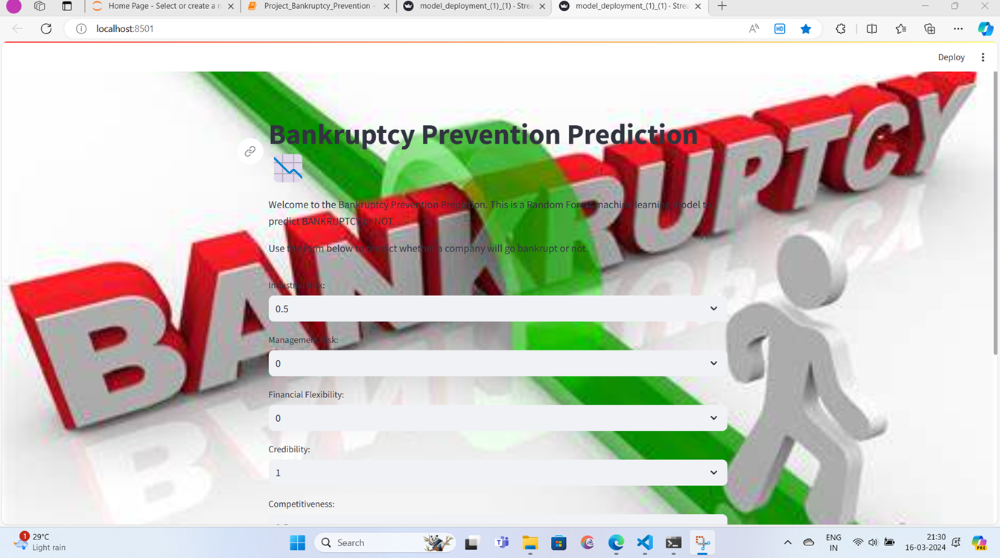 Home Page - Select or create a n
Project_Bankruptcy_Prevention -
model_deployment_(1)_(1) · Strea
model_deployment_(1)_(1) · Strea
localhost:8501
HD
Deploy
BANKRUPTCY
Bankruptcy Prevention Prediction
Welcome to the Bankruptcy Prevention Prediction. This is a Random Forest machine learning model to
predict BANKRUPTCY or NOT.
Use the form below to predict whether a company will go bankrupt or not.
Industrial Risk:
0.5
Management Risk:
0
Financial Flexibility:
0
Credibility:
1
Competitiveness:
1
29°C
Light rain
Search
ENG
IN
21:30
16-03-2024
PRE